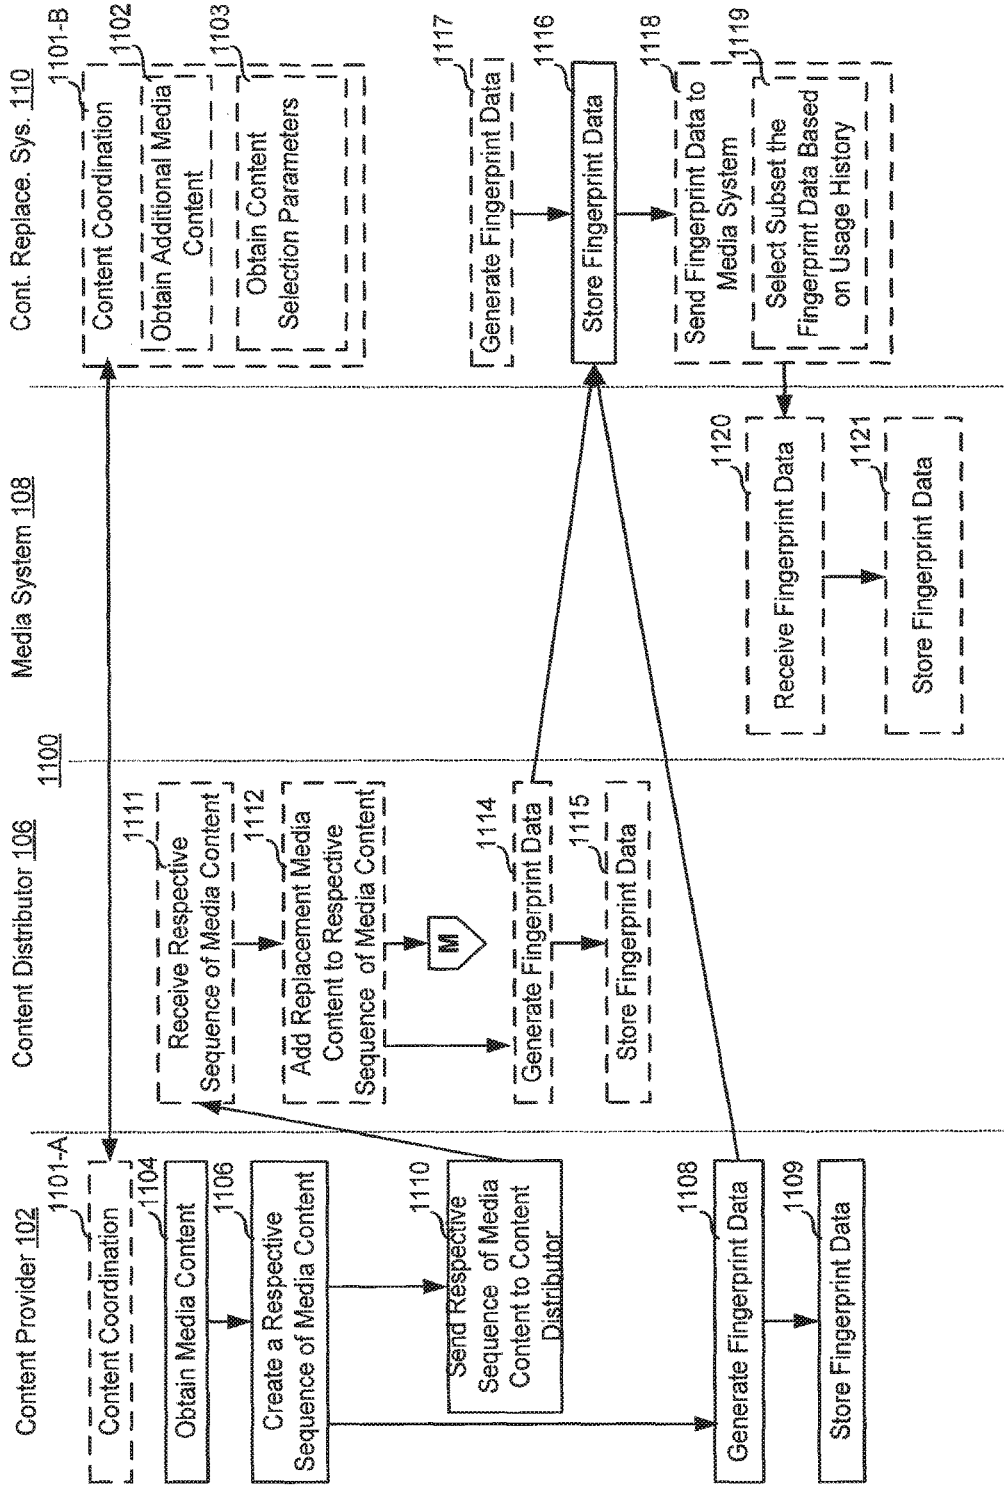 1100
Content Provider 102
Content Distributor 106
Media System 108
Cont. Replace. Sys. 110
1101-A
Content Coordination
1104
Obtain Media Content
1106
Create a Respective
Sequence of Media Content
1110
Send Respective
Sequence of Media
Content to Content
Distributor
1108
Generate Fingerprint Data
1109
Store Fingerprint Data
1111
Receive Respective
Sequence of Media Content
1112
Add Replacement Media
Content to Respective
Sequence of Media Content
M
1114
Generate Fingerprint Data
1115
Store Fingerprint Data
1120
Receive Fingerprint Data
1121
Store Fingerprint Data
1101-B
Content Coordination
1102
Obtain Additional Media
Content
1103
Obtain Content
Selection Parameters
1117
Generate Fingerprint Data
1116
Store Fingerprint Data
1118
Send Fingerprint Data to
Media System
1119
Select Subset the
Fingerprint Data Based
on Usage History